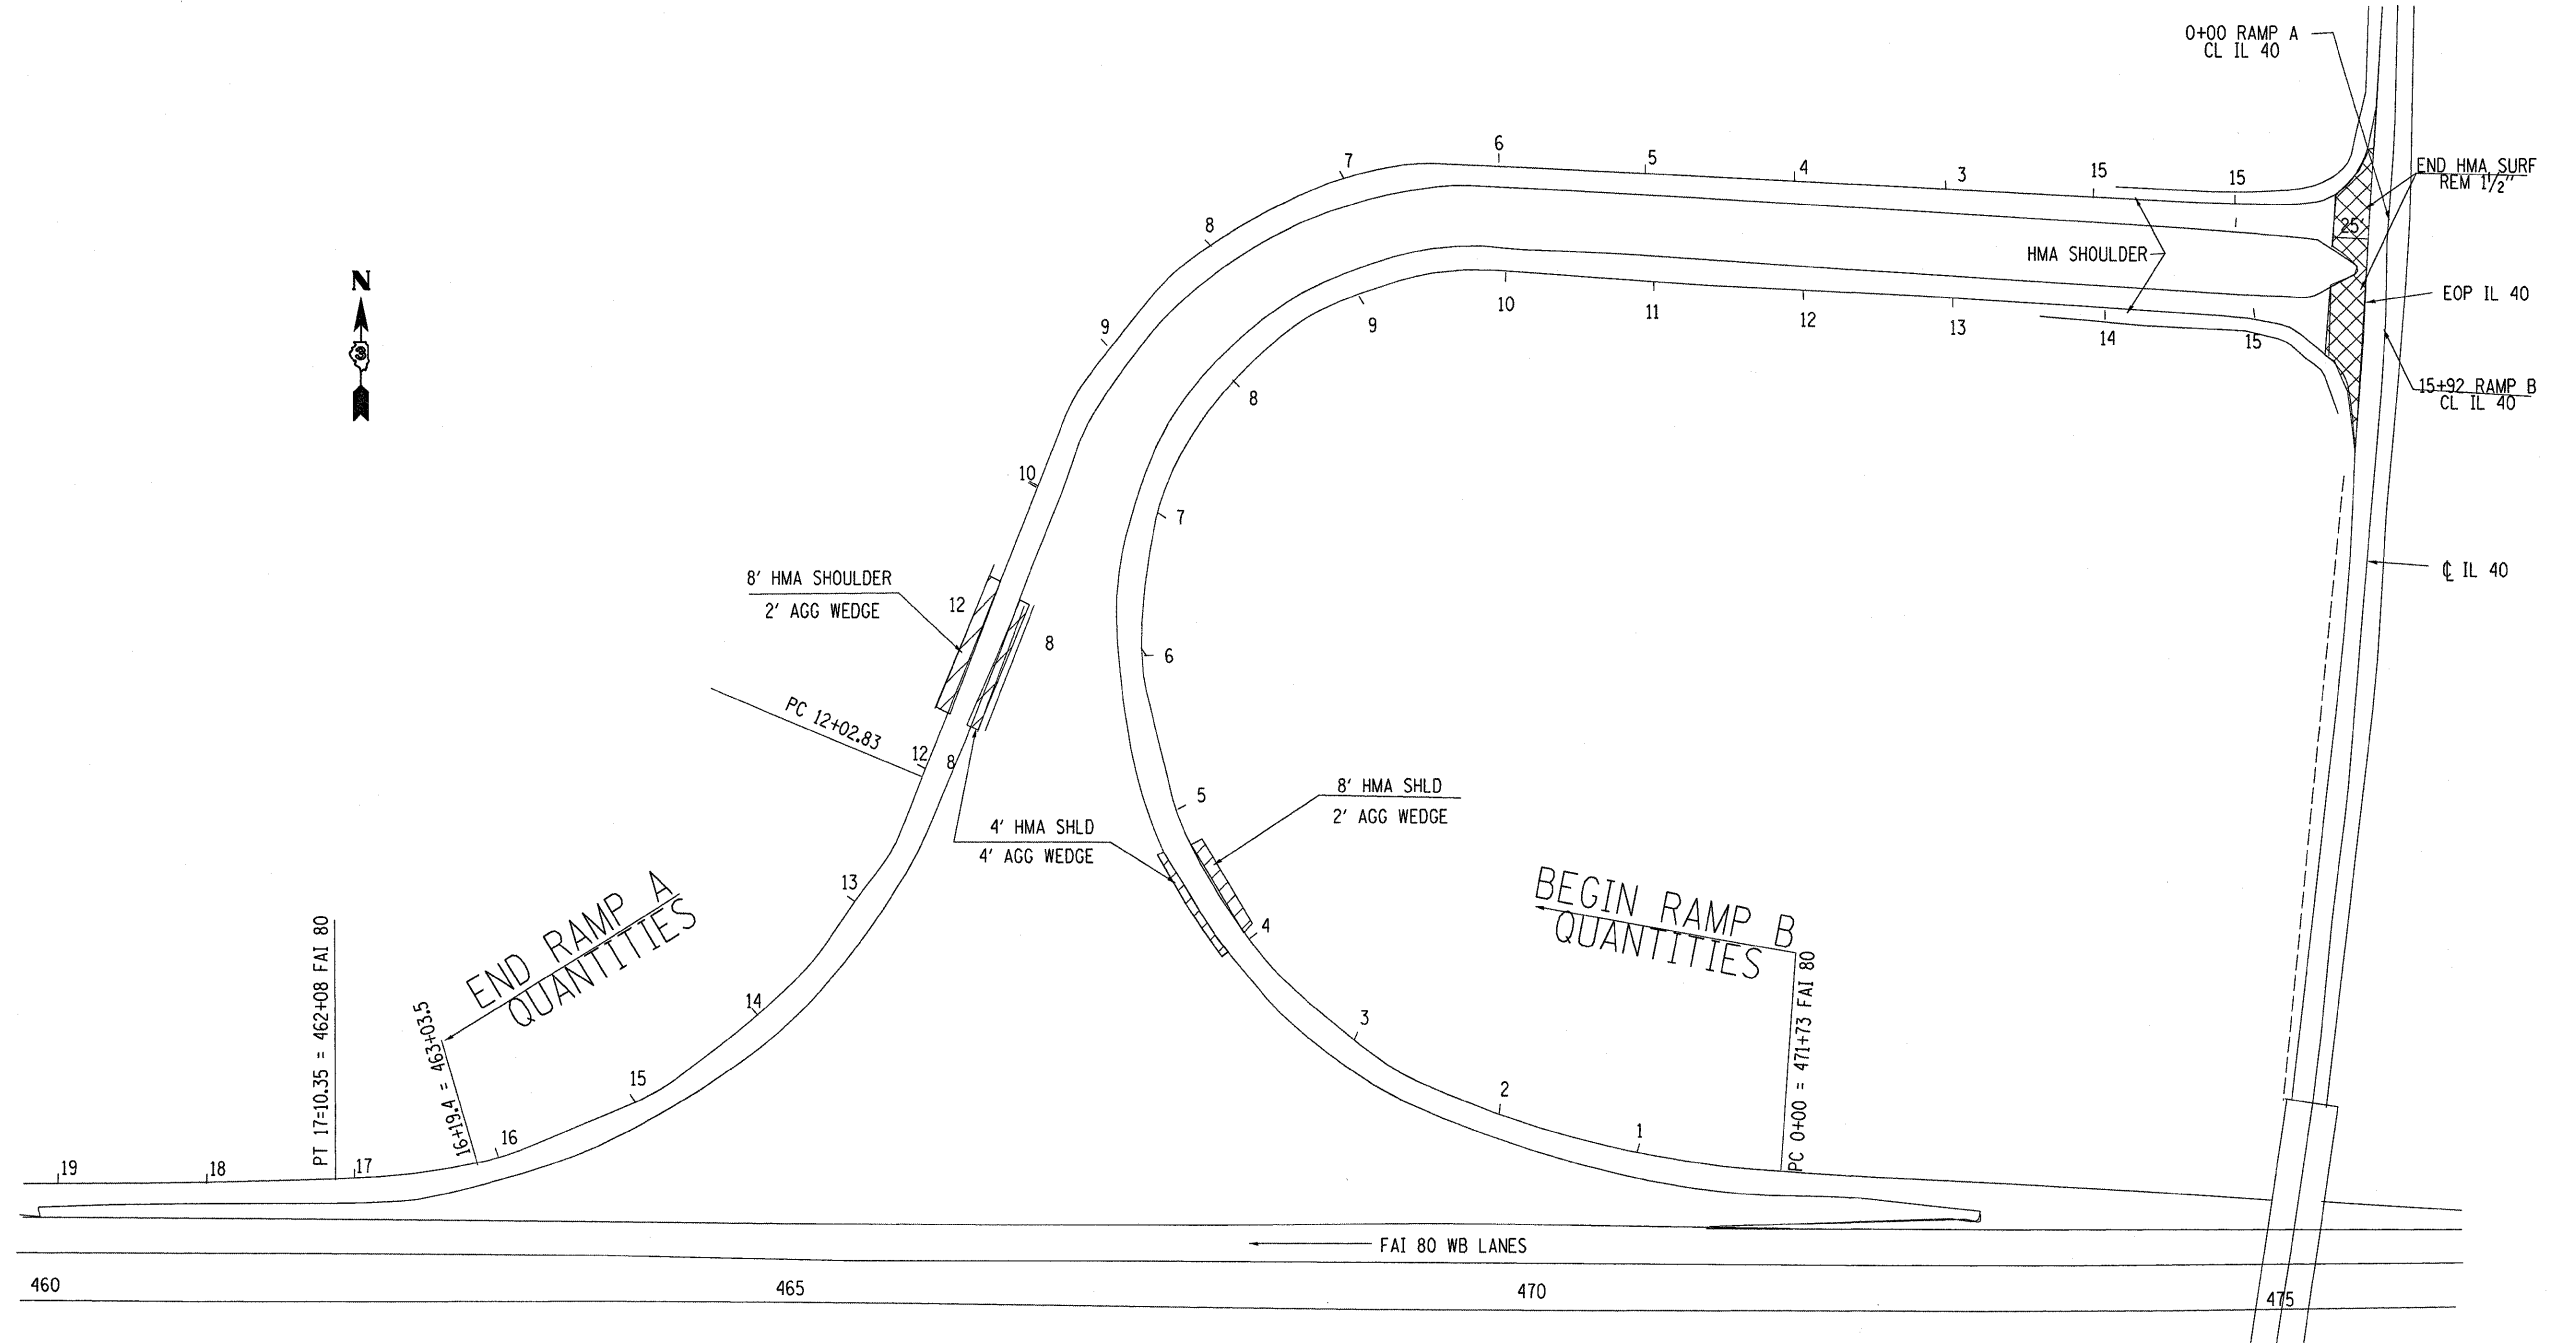 0+00 RAMP A
CL IL 40
END HMA SURF
REM 1½"
25'
HMA SHOULDER
EOP IL 40
15+92 RAMP B
CL IL 40
℄ IL 40
7
6
5
4
3
15
15
8
9
10
9
10
11
12
13
14
15
8
7
6
5
4
3
2
1
N
3
8' HMA SHOULDER
2' AGG WEDGE
12
8
PC 12+02.83
12
8
4' HMA SHLD
4' AGG WEDGE
8' HMA SHLD
2' AGG WEDGE
END RAMP A
QUANTITIES
BEGIN RAMP B
QUANTITIES
PT 17=10.35 = 462+08 FAI 80
16+19.4 = 463+03.5
PC 0+00 = 471+73 FAI 80
13
14
15
16
17
18
19
FAI 80 WB LANES
460
465
470
475